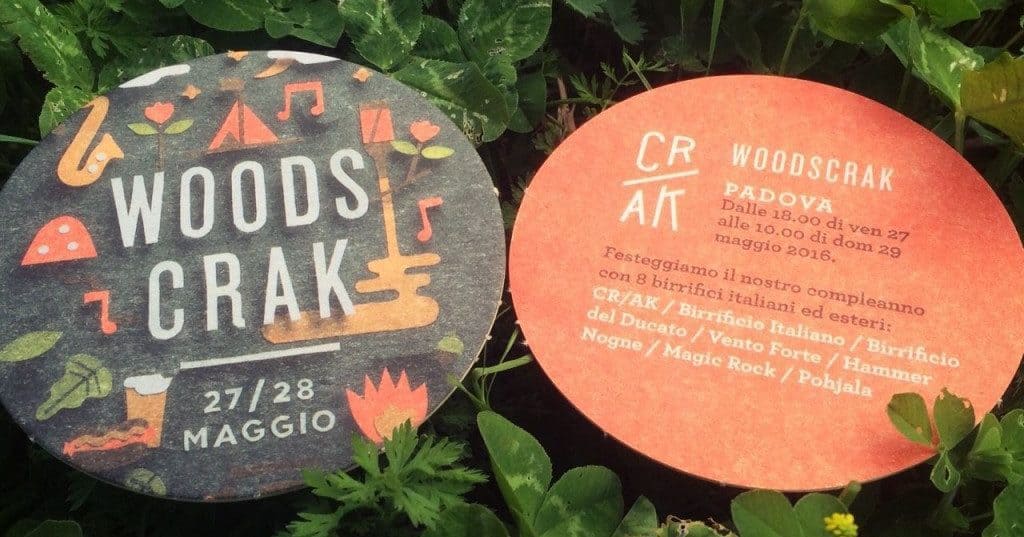 WOODS
CRAK
27/28
MAGGIO
CR
AK
WOODSCRAK
PADOVA
Dalle 18.00 di ven 27
alle 10.00 di dom 29
maggio 2016.
Festeggiamo il nostro compleanno
con 8 birrifici italiani ed esteri:
CR/AK / Birrificio Italiano / Birrificio
del Ducato / Vento Forte / Hammer
Nogne / Magic Rock / Pohjala